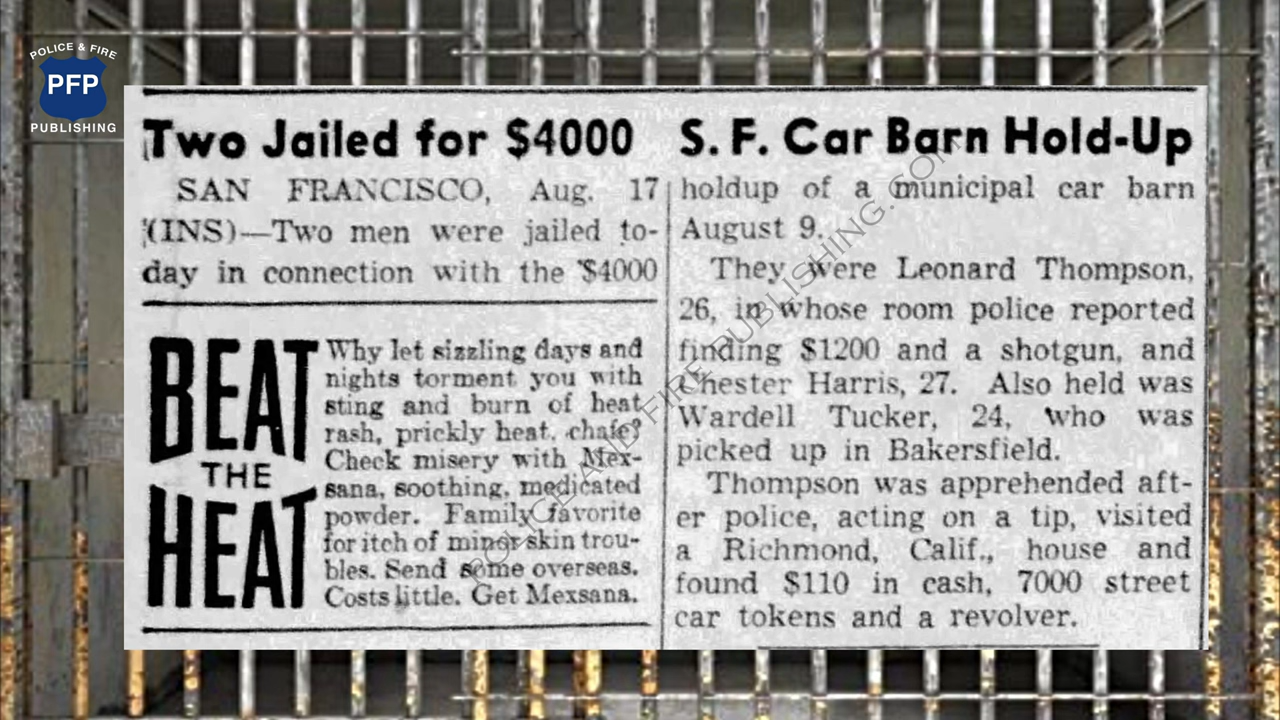 POLICE & FIRE
PFP
PUBLISHING
Two Jailed for $4000 S. F. Car Barn Hold-Up
SAN FRANCISCO, Aug. 17
(INS)—Two men were jailed to-
day in connection with the $4000
holdup of a municipal car barn
August 9.
They were Leonard Thompson,
26, in whose room police reported
finding $1200 and a shotgun, and
Chester Harris, 27. Also held was
Wardell Tucker, 24, who was
picked up in Bakersfield.
Thompson was apprehended aft-
er police, acting on a tip, visited
a Richmond, Calif., house and
found $110 in cash, 7000 street
car tokens and a revolver.
BEAT
THE
HEAT
Why let sizzling days and
nights torment you with
sting and burn of heat
rash, prickly heat, chafe?
Check misery with Mex-
sana, soothing, medicated
powder. Family favorite
for itch of minor skin trou-
bles. Send some overseas.
Costs little. Get Mexsana.
POLICE AND FIRE PUBLISHING.COM